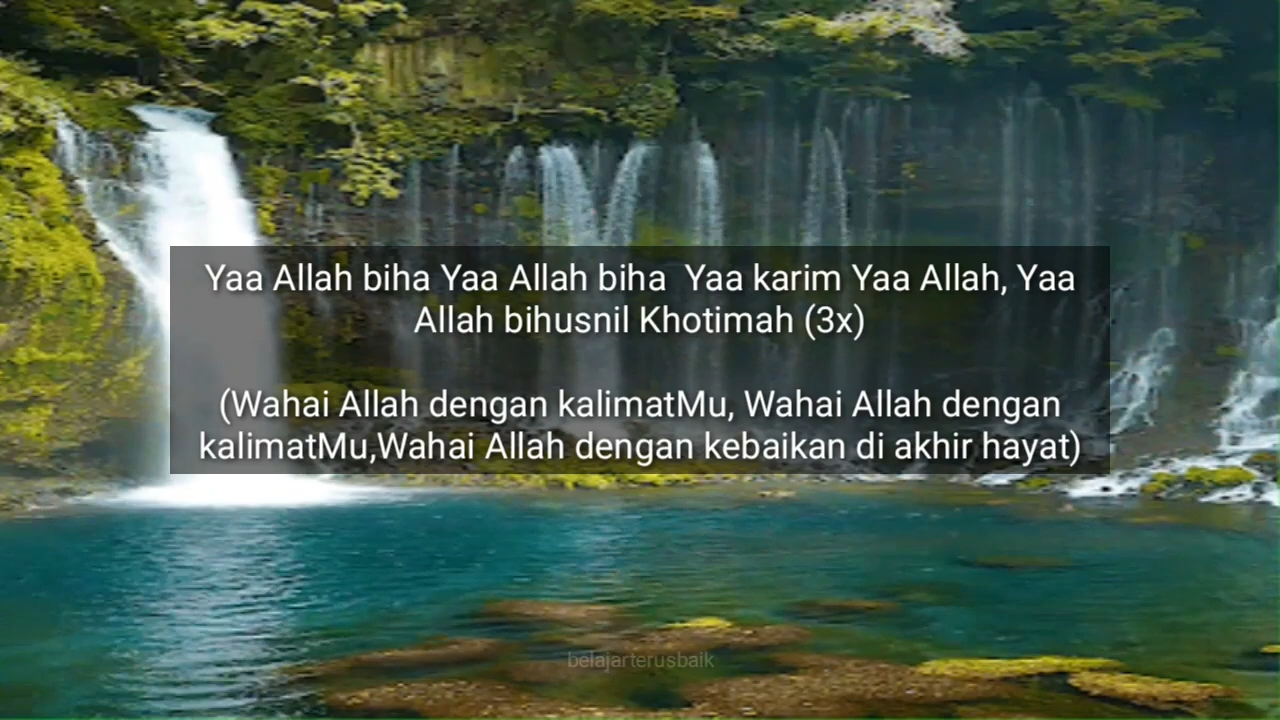 Yaa Allah biha Yaa Allah biha  Yaa karim Yaa Allah, Yaa
Allah bihusnil Khotimah (3x)
(Wahai Allah dengan kalimatMu, Wahai Allah dengan
kalimatMu,Wahai Allah dengan kebaikan di akhir hayat)
belajarterusbaik